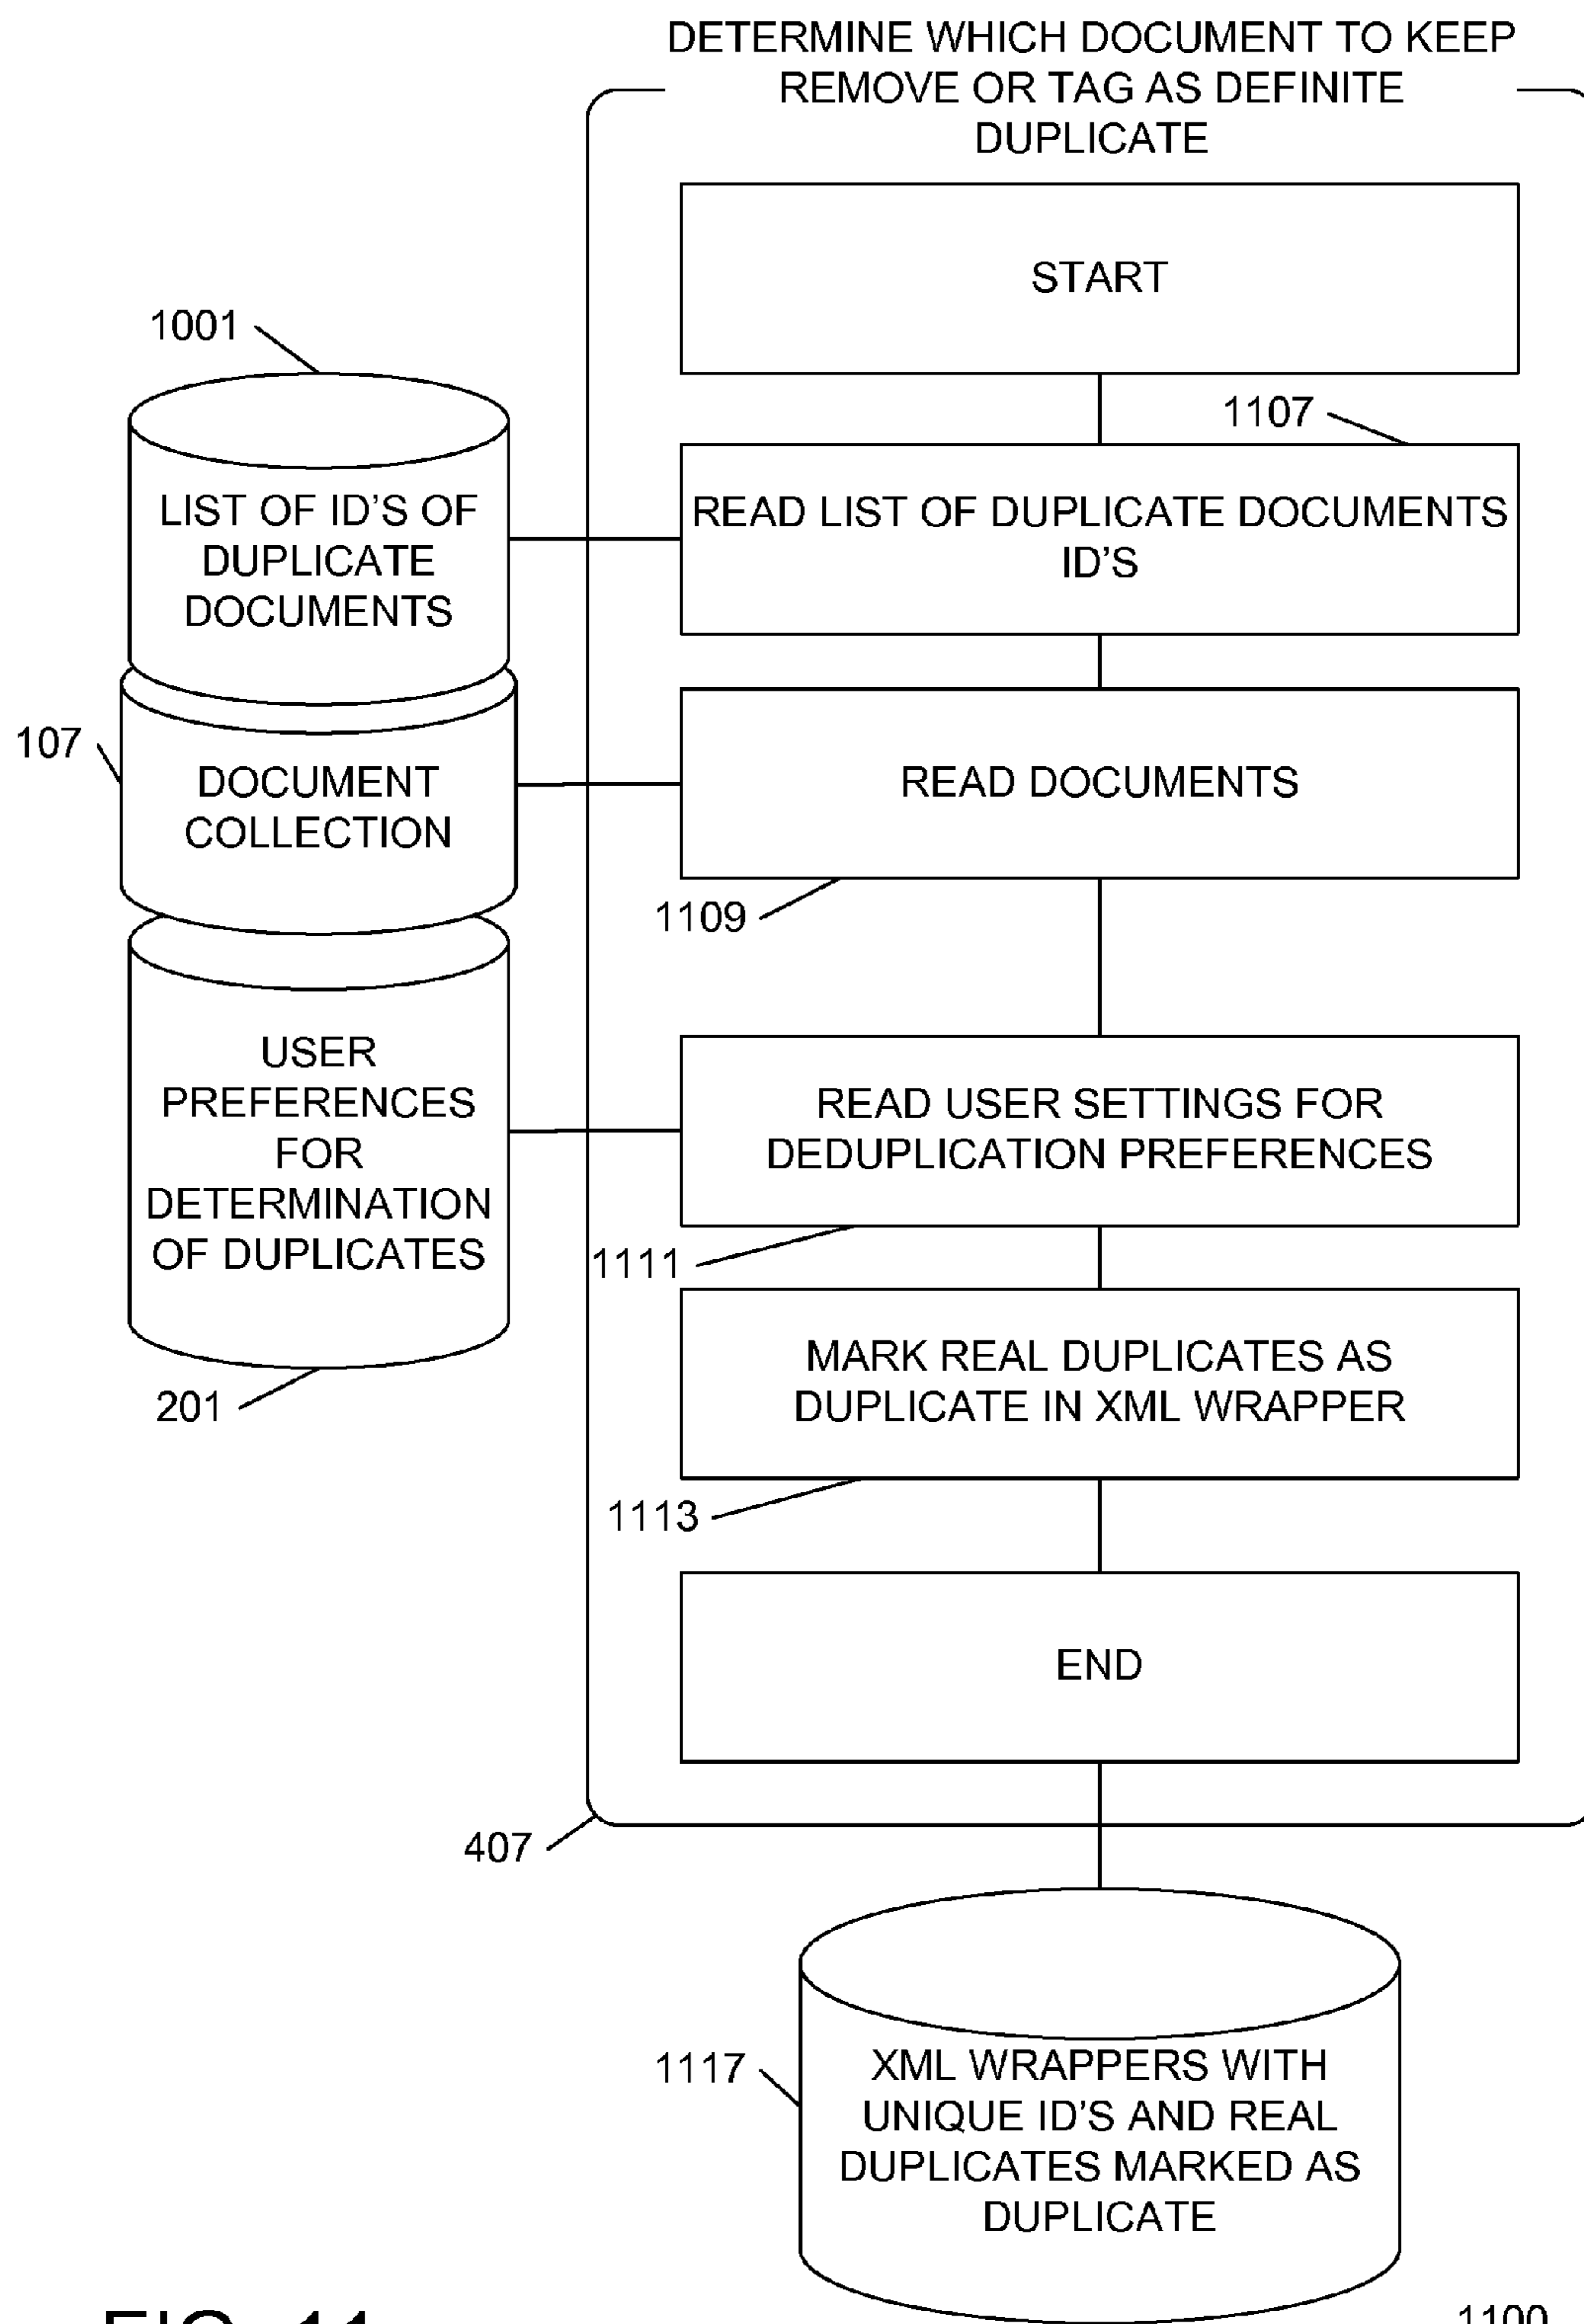 DETERMINE WHICH DOCUMENT TO KEEP
REMOVE OR TAG AS DEFINITE
DUPLICATE
START
1001
1107
LIST OF ID'S OF
DUPLICATE
DOCUMENTS
READ LIST OF DUPLICATE DOCUMENTS
ID'S
107
DOCUMENT
COLLECTION
READ DOCUMENTS
1109
USER
PREFERENCES
FOR
DETERMINATION
OF DUPLICATES
READ USER SETTINGS FOR
DEDUPLICATION PREFERENCES
1111
201
MARK REAL DUPLICATES AS
DUPLICATE IN XML WRAPPER
1113
END
407
1117
XML WRAPPERS WITH
UNIQUE ID'S AND REAL
DUPLICATES MARKED AS
DUPLICATE
FIG. 11
1100